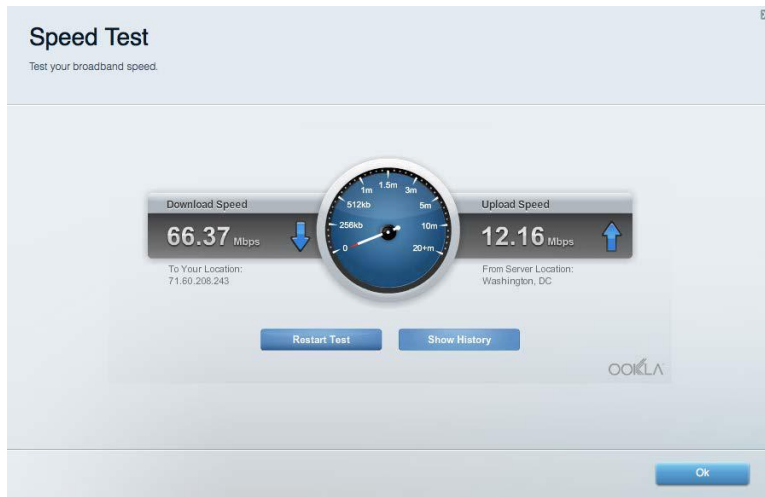 Speed Test
Test your broadband speed.
Download Speed
66.37 Mbps
To Your Location:
71.60.208.243
0
256kb
512kb
1m
1.5m
3m
5m
10m
20+m
Upload Speed
12.16 Mbps
From Server Location:
Washington, DC
Restart Test
Show History
OOKLA
Ok